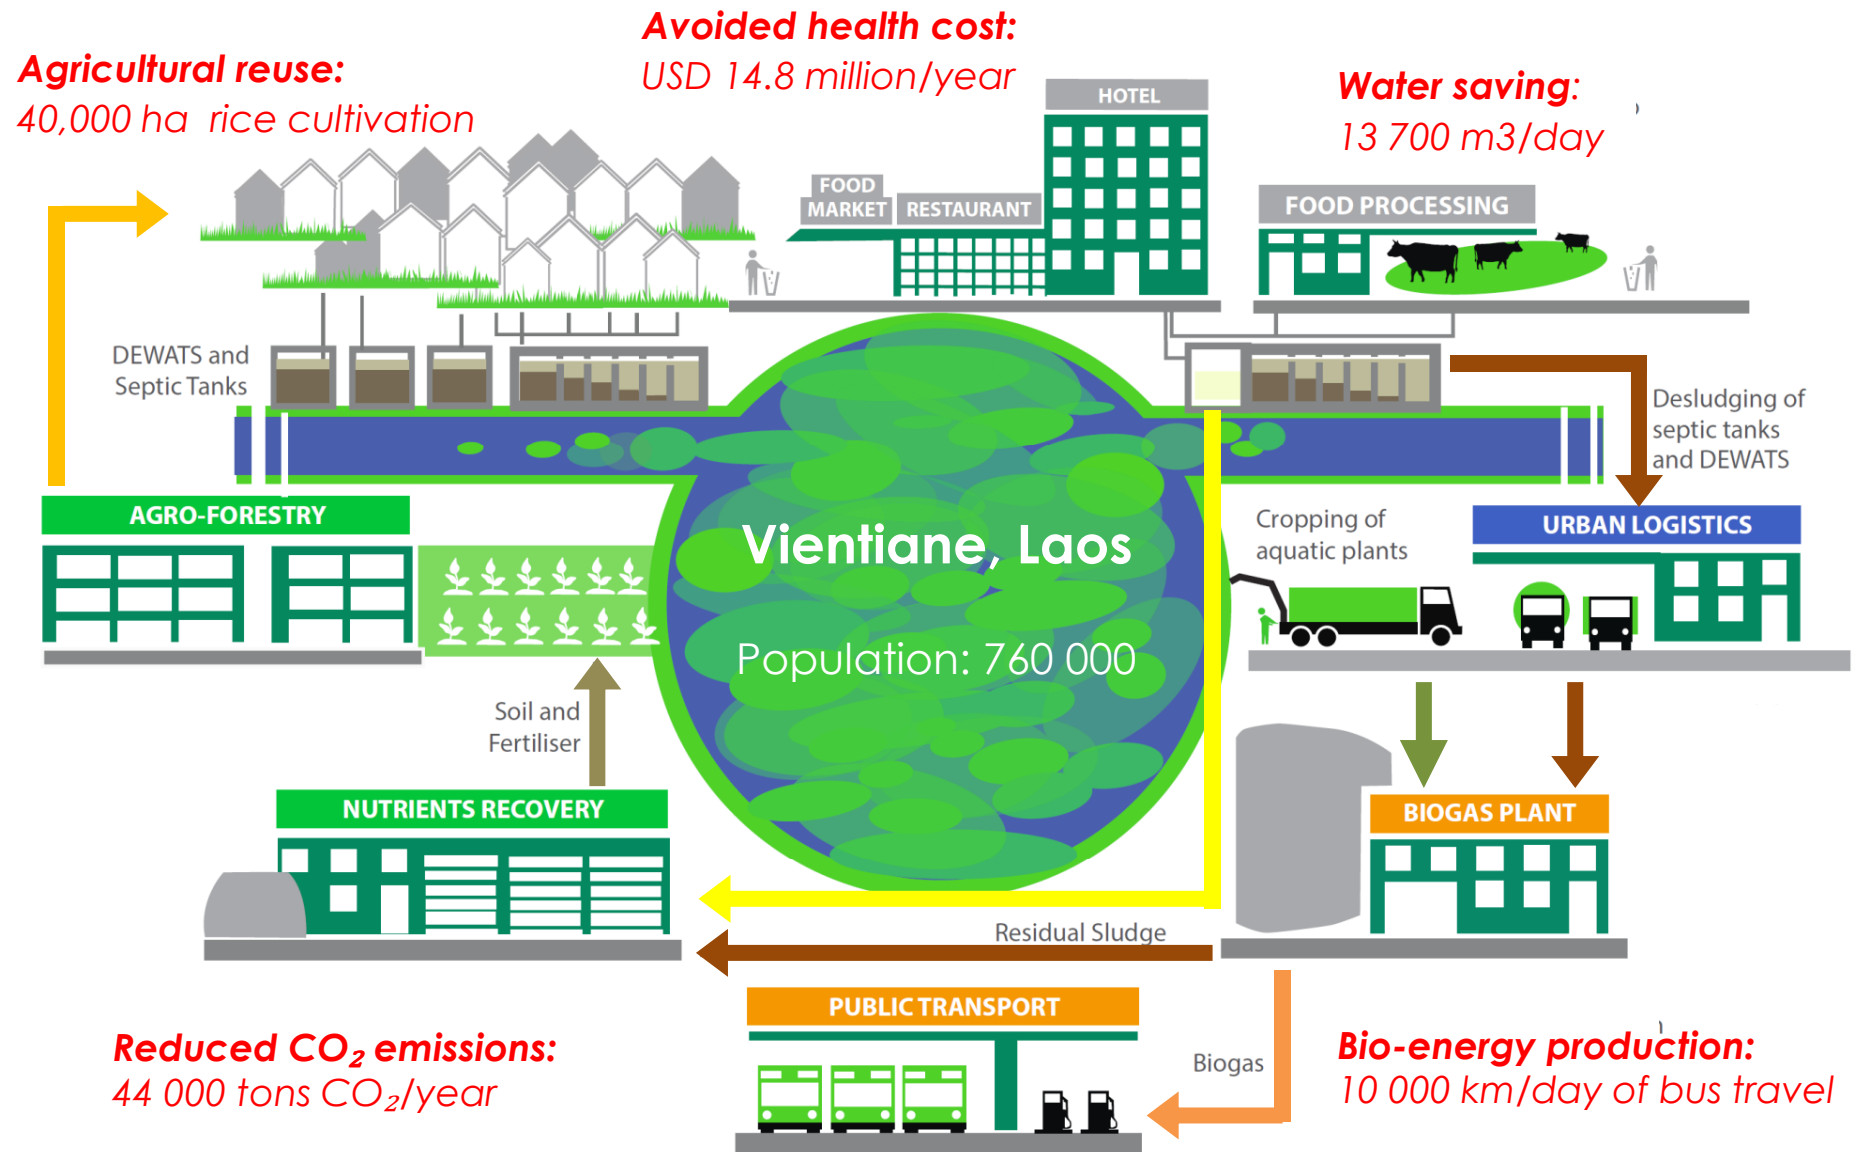 Avoided health cost:
USD 14.8 million/year
Agricultural reuse:
40,000 ha rice cultivation
Water saving:
13 700 m3/day
HOTEL
FOOD
MARKET
RESTAURANT
FOOD PROCESSING
DEWATS and
Septic Tanks
Desludging of
septic tanks
and DEWATS
AGRO-FORESTRY
Vientiane, Laos
Population: 760 000
Cropping of
aquatic plants
URBAN LOGISTICS
Soil and
Fertiliser
NUTRIENTS RECOVERY
BIOGAS PLANT
Residual Sludge
PUBLIC TRANSPORT
Biogas
Reduced CO₂ emissions:
44 000 tons CO₂/year
Bio-energy production:
10 000 km/day of bus travel